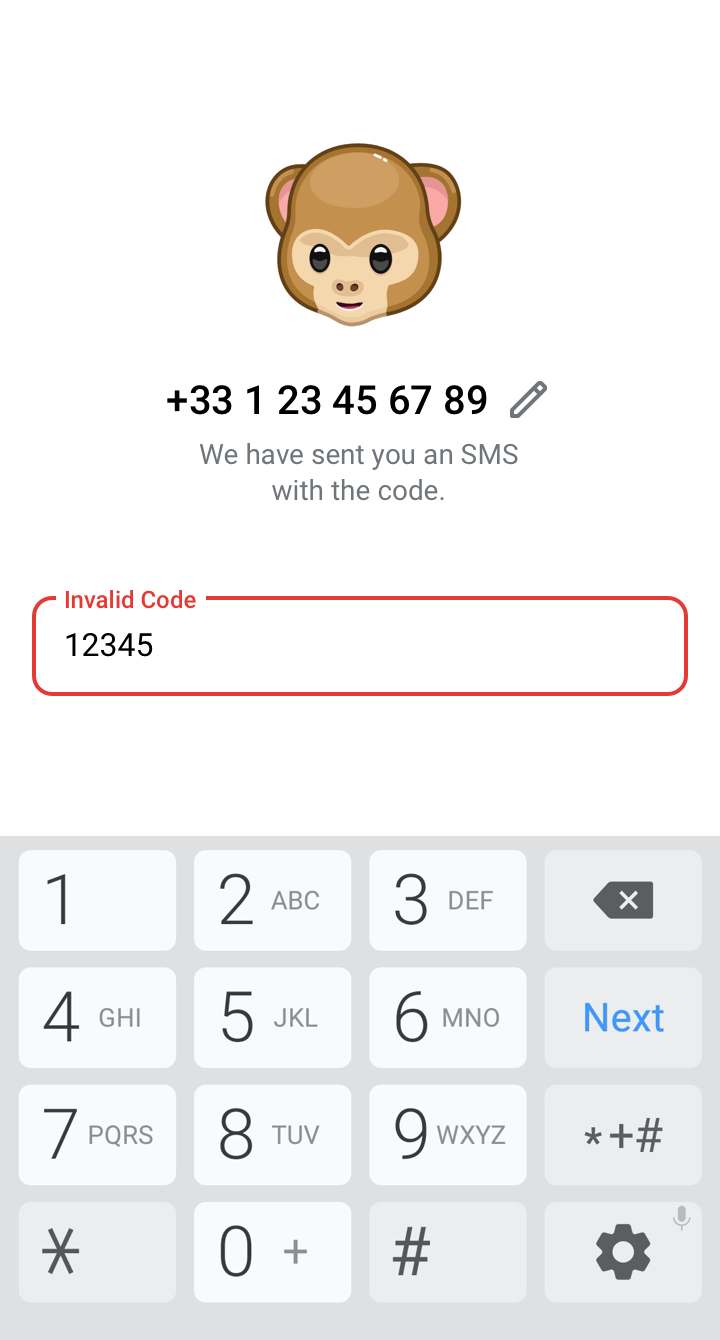 +33 1 23 45 67 89
We have sent you an SMS
with the code.
Invalid Code
12345
1 2 ABC 3 DEF
4 GHI 5 JKL 6 MNO Next
7 PQRS 8 TUV 9 WXYZ *+#
* 0 + #